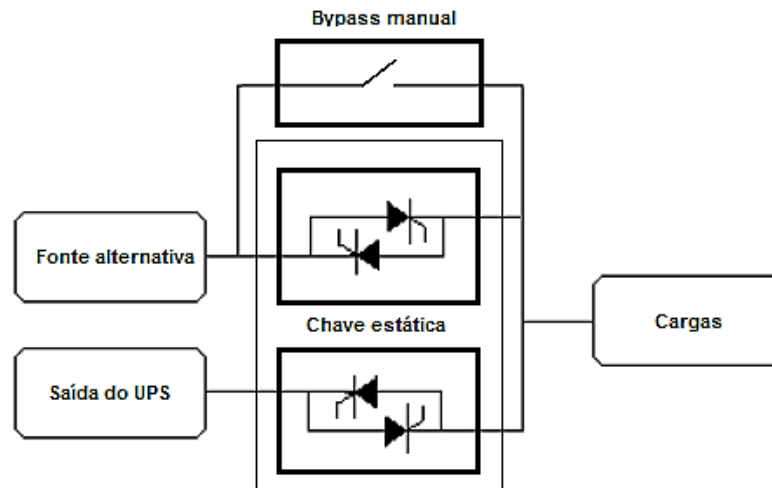 Bypass manual
Fonte alternativa
Chave estática
Cargas
Saída do UPS